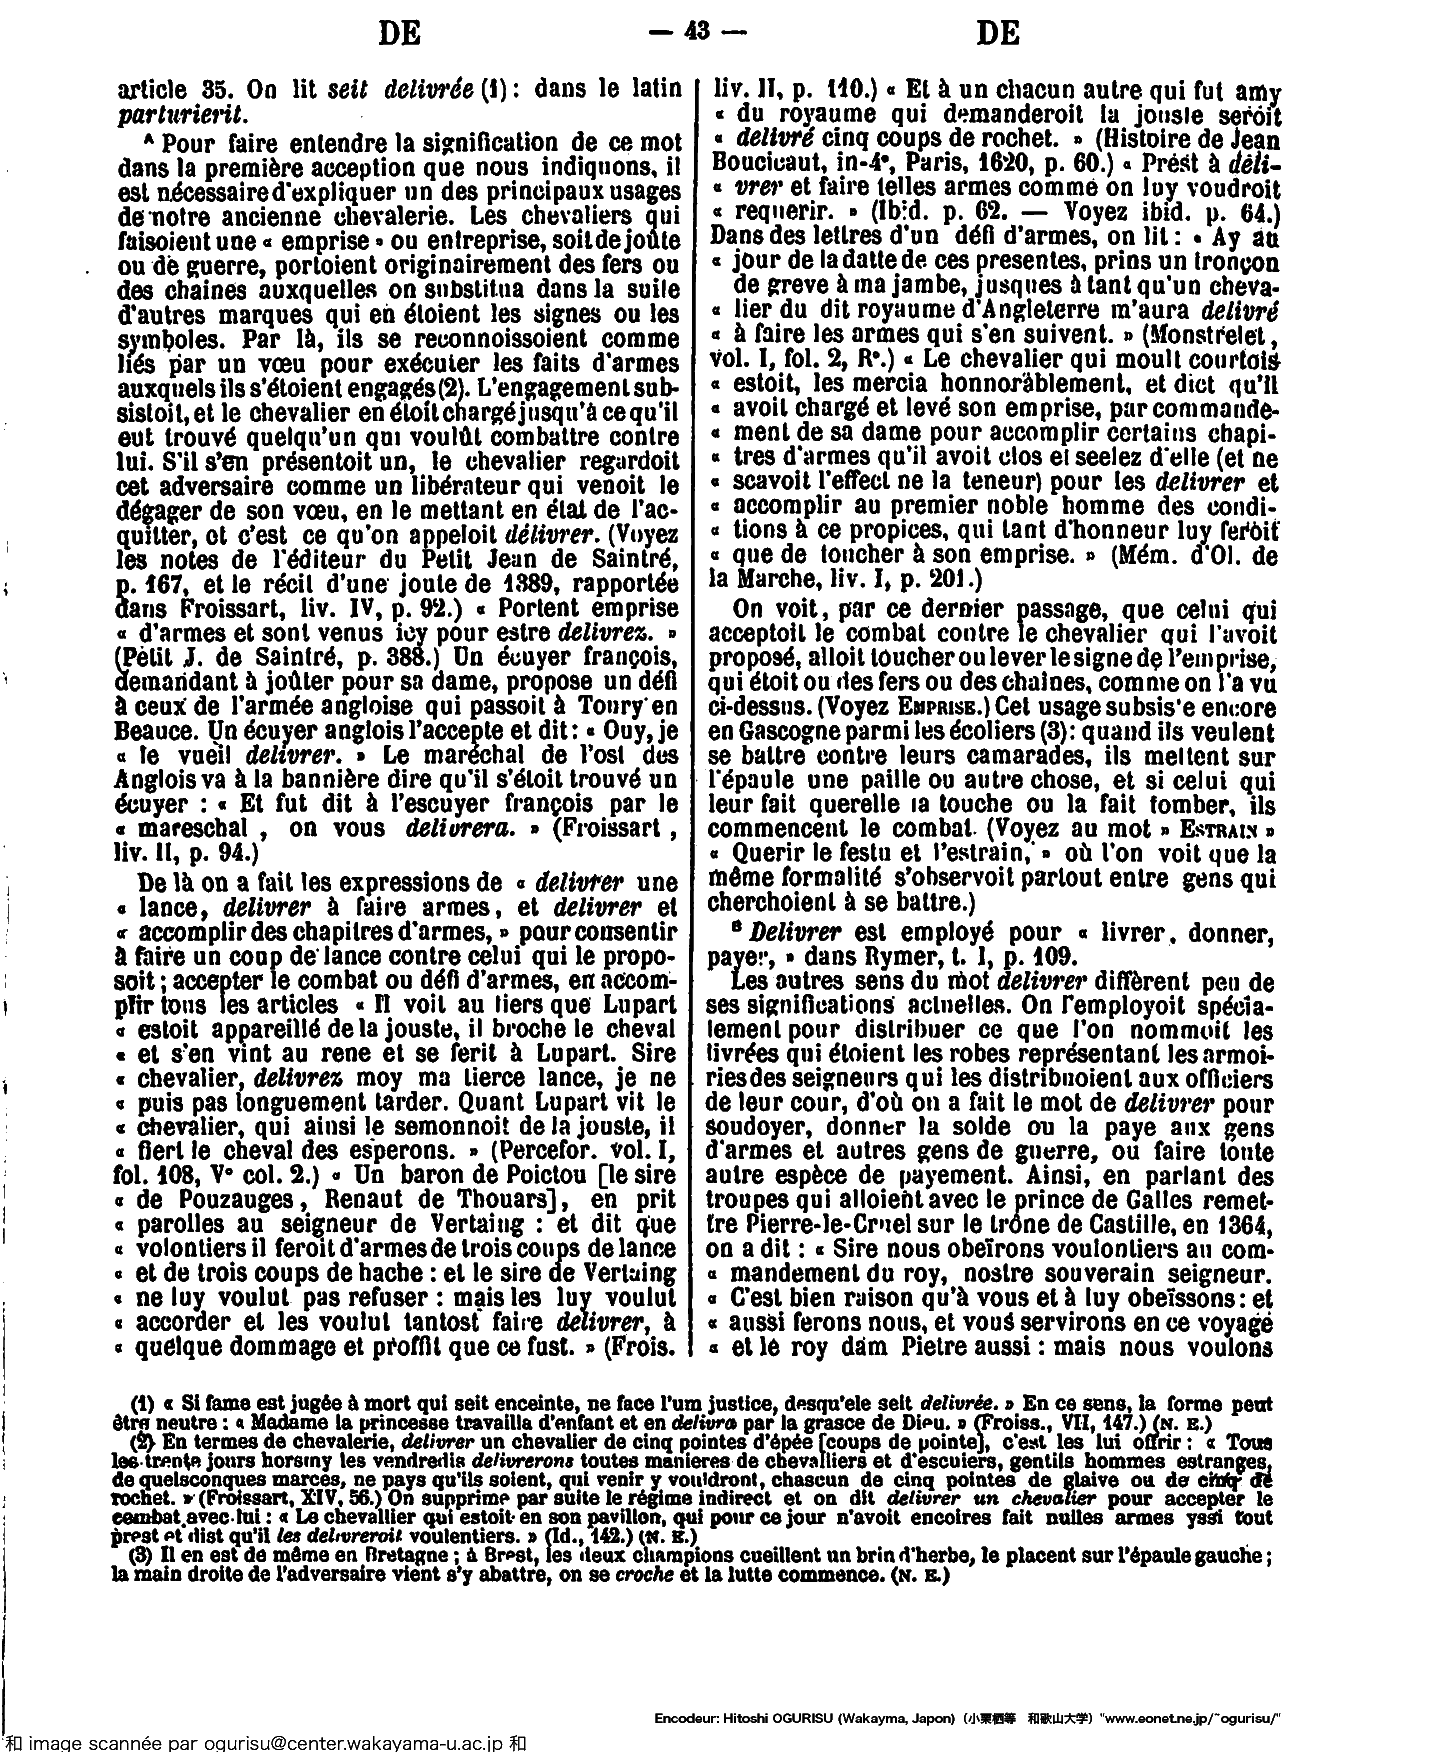 DE
— 43 —
DE
article 35. On lit seit delivrée (1) : dans le latin
parturierit.
A Pour faire entendre la signification de ce mot
dans la première acception que nous indiquons, il
est nécessaire d'expliquer un des principaux usages
de notre ancienne chevalerie. Les chevaliers qui
faisoient une « emprise » ou entreprise, soit de joûte
ou de guerre, portoient originairement des fers ou
des chaines auxquelles on substitua dans la suite
d'autres marques qui en étoient les signes ou les
symboles. Par là, ils se reconnoissoient comme
liés par un vœu pour exécuter les faits d'armes
auxquels ils s'étoient engagés (2). L'engagement sub-
sistoit, et le chevalier en étoit chargé jusqu'à ce qu'il
eut trouvé quelqu'un qui voulût combattre contre
lui. S'il s'en présentoit un, le chevalier regardoit
cet adversaire comme un libérateur qui venoit le
dégager de son vœu, en le mettant en état de l'ac-
quitter, et c'est ce qu'on appeloit délivrer. (Voyez
les notes de l'éditeur du Petit Jean de Saintré,
p. 167, et le récit d'une joute de 1389, rapportée
dans Froissart, liv. IV, p. 92.) « Portent emprise
« d'armes et sont venus icy pour estre delivrez. »
(Petit J. de Saintré, p. 388.) Un écuyer françois,
demandant à joûter pour sa dame, propose un défi
à ceux de l'armée angloise qui passoit à Toury en
Beauce. Un écuyer anglois l'accepte et dit : « Ouy, je
« le vueil delivrer. » Le maréchal de l'ost des
Anglois va à la bannière dire qu'il s'étoit trouvé un
écuyer : « Et fut dit à l'escuyer françois par le
« mareschal , on vous delivrera. » (Froissart ,
liv. II, p. 94.)
De là on a fait les expressions de « delivrer une
« lance, delivrer à faire armes, et delivrer et
« accomplir des chapitres d'armes, » pour consentir
à faire un coup de lance contre celui qui le propo-
soit ; accepter le combat ou défi d'armes, en accom-
plir tous les articles « Il voit au tiers que Lupart
« estoit appareillé de la jouste, il broche le cheval
« et s'en vint au rene et se ferit à Lupart. Sire
« chevalier, delivrez moy ma tierce lance, je ne
« puis pas longuement tarder. Quant Lupart vit le
« chevalier, qui ainsi le semonnoit de la jouste, il
« fiert le cheval des esperons. » (Percefor. vol. I,
fol. 108, V° col. 2.) « Un baron de Poictou [le sire
« de Pouzauges, Renaut de Thouars], en prit
« parolles au seigneur de Vertaing : et dit que
« volontiers il feroit d'armes de trois coups de lance
« et de trois coups de hache : et le sire de Vertaing
« ne luy voulut pas refuser : mais les luy voulut
« accorder et les voulut tantost faire delivrer, à
« quelque dommage et proffit que ce fust. » (Frois.
liv. II, p. 110.) « Et à un chacun autre qui fut amy
« du royaume qui demanderoit la jousle seroit
« delivré cinq coups de rochet. » (Histoire de Jean
Boucicaut, in-4°, Paris, 1620, p. 60.) « Prest à deli-
« vrer et faire telles armes comme on luy voudroit
« requerir. » (Ibid. p. 62. — Voyez ibid. p. 64.)
Dans des lettres d'un défi d'armes, on lit : « Ay au
« jour de la datte de ces presentes, prins un tronçon
de greve à ma jambe, jusques à tant qu'un cheva-
« lier du dit royaume d'Angleterre m'aura delivré
« à faire les armes qui s'en suivent. » (Monstrelet,
vol. I, fol. 2, R°.) « Le chevalier qui moult courtois
« estoit, les mercia honnorablement, et dict qu'il
« avoit chargé et levé son emprise, par commande-
« ment de sa dame pour accomplir certains chapi-
« tres d'armes qu'il avoit clos et seelez d'elle (et ne
« scavoit l'effect ne la teneur) pour les delivrer et
« accomplir au premier noble homme des condi-
« tions à ce propices, qui tant d'honneur luy feroit
« que de toucher à son emprise. » (Mém. d'Ol. de
la Marche, liv. I, p. 201.)
On voit, par ce dernier passage, que celui qui
acceptoit le combat contre le chevalier qui l'avoit
proposé, alloit toucher ou lever le signe de l'emprise,
qui étoit ou des fers ou des chaînes, comme on l'a vu
ci-dessus. (Voyez EMPRISE.) Cet usage subsiste encore
en Gascogne parmi les écoliers (3) : quand ils veulent
se battre contre leurs camarades, ils mettent sur
l'épaule une paille ou autre chose, et si celui qui
leur fait querelle la touche ou la fait tomber, ils
commencent le combat. (Voyez au mot » ESTRAIN »
« Querir le festu et l'estrain, » où l'on voit que la
même formalité s'observoit partout entre gens qui
cherchoient à se battre.)
B Delivrer est employé pour « livrer, donner,
payer, » dans Rymer, t. I, p. 109.
Les autres sens du mot delivrer diffèrent peu de
ses significations actuelles. On l'employoit spécia-
lement pour distribuer ce que l'on nommoit les
livrées qui étoient les robes représentant les armoi-
ries des seigneurs qui les distribuoient aux officiers
de leur cour, d'où on a fait le mot de delivrer pour
soudoyer, donner la solde ou la paye aux gens
d'armes et autres gens de guerre, ou faire toute
autre espèce de payement. Ainsi, en parlant des
troupes qui alloient avec le prince de Galles remet-
tre Pierre-le-Cruel sur le trône de Castille, en 1364,
on a dit : « Sire nous obeïrons voulontiers au com-
« mandement du roy, nostre souverain seigneur.
« C'est bien raison qu'à vous et à luy obeïssons : et
« aussi ferons nous, et vous servirons en ce voyage
« et le roy dam Pietre aussi : mais nous voulons
(1) « Si fame est jugée à mort qui seit enceinte, ne face l'um justice, desqu'ele seit delivrée. » En ce sens, la forme peut
être neutre : « Madame la princesse travailla d'enfant et en delivra par la grasce de Dieu. » (Froiss., VII, 147.) (N. E.)
(2) En termes de chevalerie, delivrer un chevalier de cinq pointes d'épée [coups de pointe], c'est les lui offrir : « Tous
les trente jours horsmy les vendredis delivrerons toutes manieres de chevalliers et d'escuiers, gentils hommes estranges,
de quelsconques marces, ne pays qu'ils soient, qui venir y vouldront, chascun de cinq pointes de glaive ou de cinq de
rochet. » (Froissart, XIV, 56.) On supprime par suite le régime indirect et on dit delivrer un chevalier pour accepter le
combat avec lui : « Le chevallier qui estoit en son pavillon, qui pour ce jour n'avoit encoires fait nulles armes yssi tout
prest et dist qu'il les delivreroit voulentiers. » (Id., 142.) (N. E.)
(3) Il en est de même en Bretagne ; à Brest, les deux champions cueillent un brin d'herbe, le placent sur l'épaule gauche ;
la main droite de l'adversaire vient s'y abattre, on se croche et la lutte commence. (N. E.)
Encodeur: Hitoshi OGURISU (Wakayma, Japon) (小栗栖等 和歌山大学) "www.eonet.ne.jp/~ogurisu/"
和 image scannée par ogurisu@center.wakayama-u.ac.jp 和